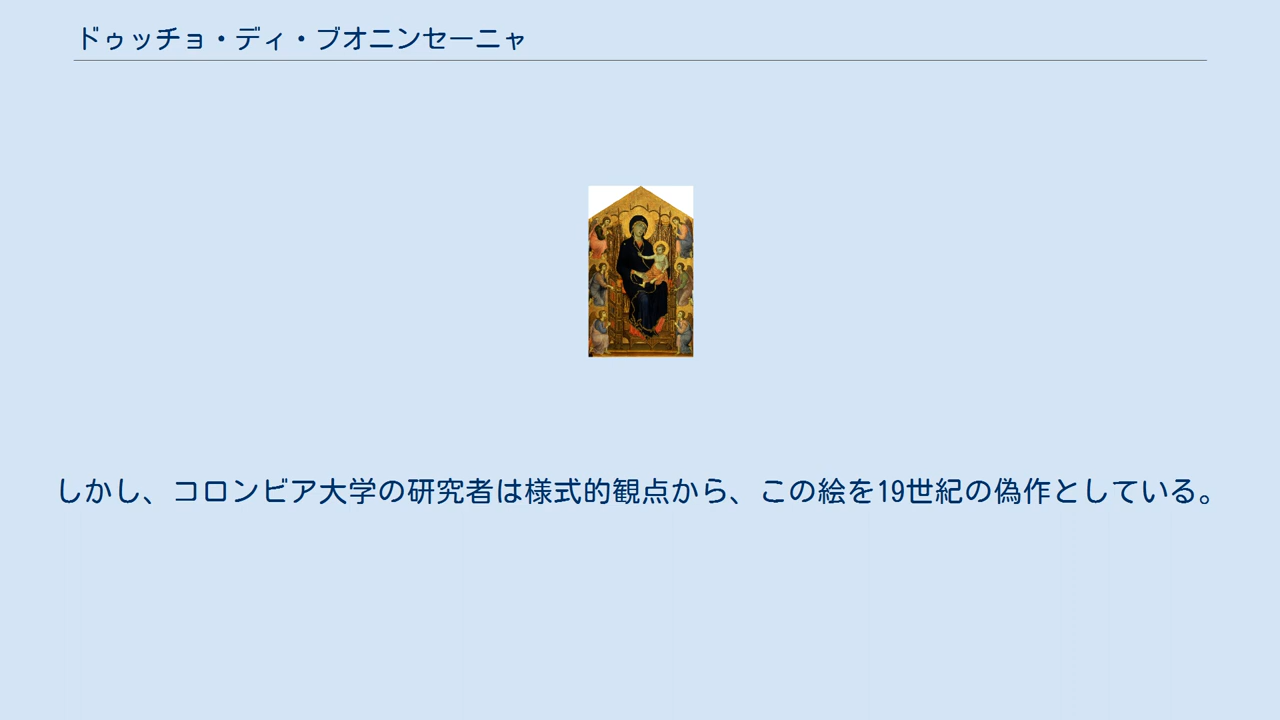 ドゥッチョ・ディ・ブオニンセーニャ
しかし、コロンビア大学の研究者は様式的観点から、この絵を19世紀の偽作としている。